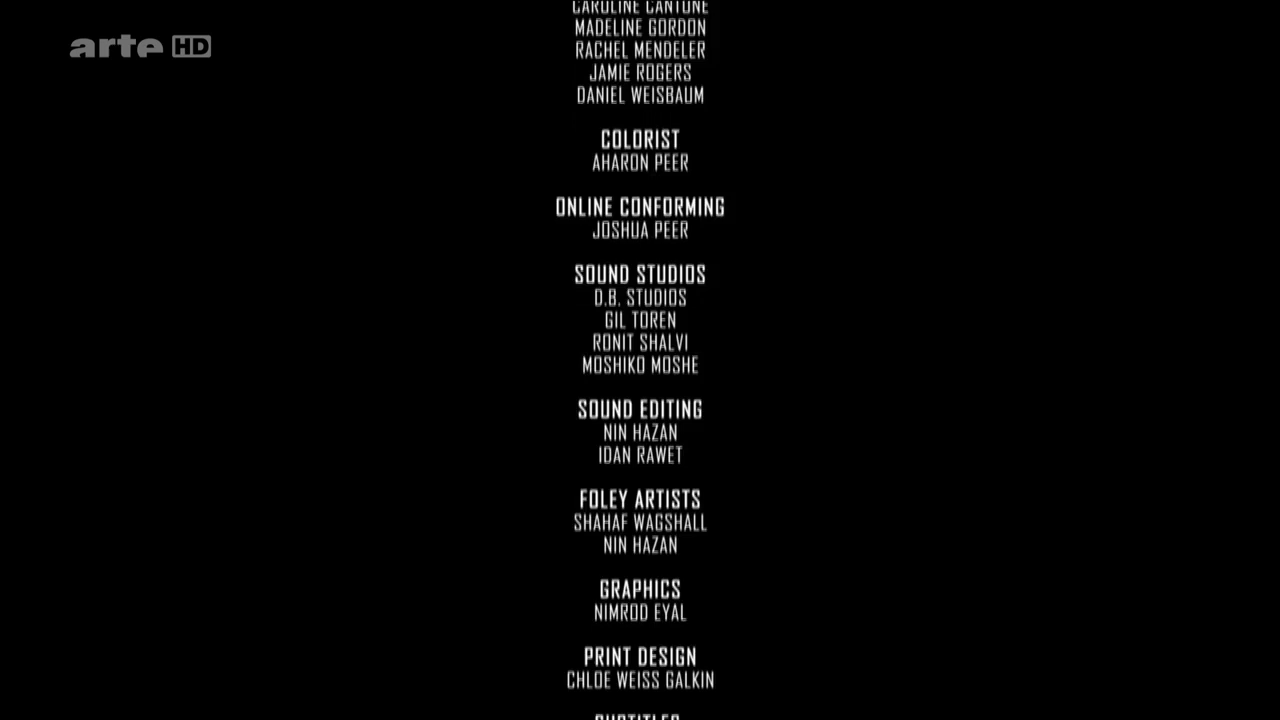 arte HD
CAROLINE CANTONE
MADELINE GORDON
RACHEL MENDELER
JAMIE ROGERS
DANIEL WEISBAUM
COLORIST
AHARON PEER
ONLINE CONFORMING
JOSHUA PEER
SOUND STUDIOS
D.B. STUDIOS
GIL TOREN
RONIT SHALVI
MOSHIKO MOSHE
SOUND EDITING
NIN HAZAN
IDAN RAWET
FOLEY ARTISTS
SHAHAF WAGSHALL
NIN HAZAN
GRAPHICS
NIMROD EYAL
PRINT DESIGN
CHLOE WEISS GALKIN